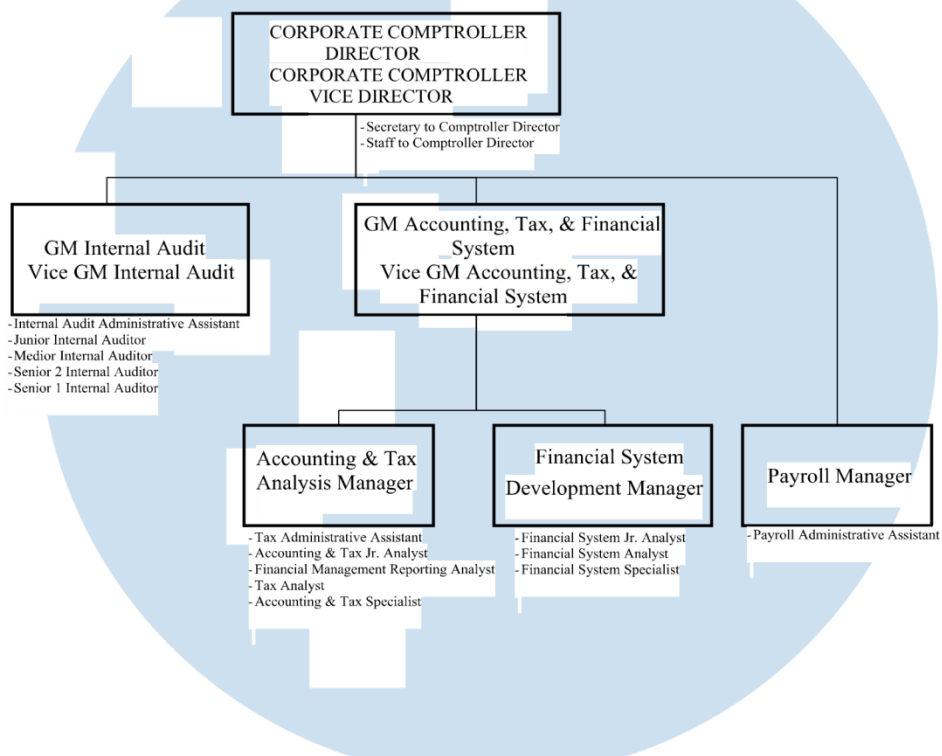 CORPORATE COMPTROLLER
DIRECTOR
CORPORATE COMPTROLLER
VICE DIRECTOR
-Secretary to Comptroller Director
-Staff to Comptroller Director
GM Internal Audit
Vice GM Internal Audit
-Internal Audit Administrative Assistant
-Junior Internal Auditor
-Medior Internal Auditor
-Senior 2 Internal Auditor
-Senior 1 Internal Auditor
GM Accounting, Tax, & Financial
System
Vice GM Accounting, Tax, &
Financial System
Accounting & Tax
Analysis Manager
-Tax Administrative Assistant
-Accounting & Tax Jr. Analyst
-Financial Management Reporting Analyst
-Tax Analyst
-Accounting & Tax Specialist
Financial System
Development Manager
-Financial System Jr. Analyst
-Financial System Analyst
-Financial System Specialist
Payroll Manager
-Payroll Administrative Assistant